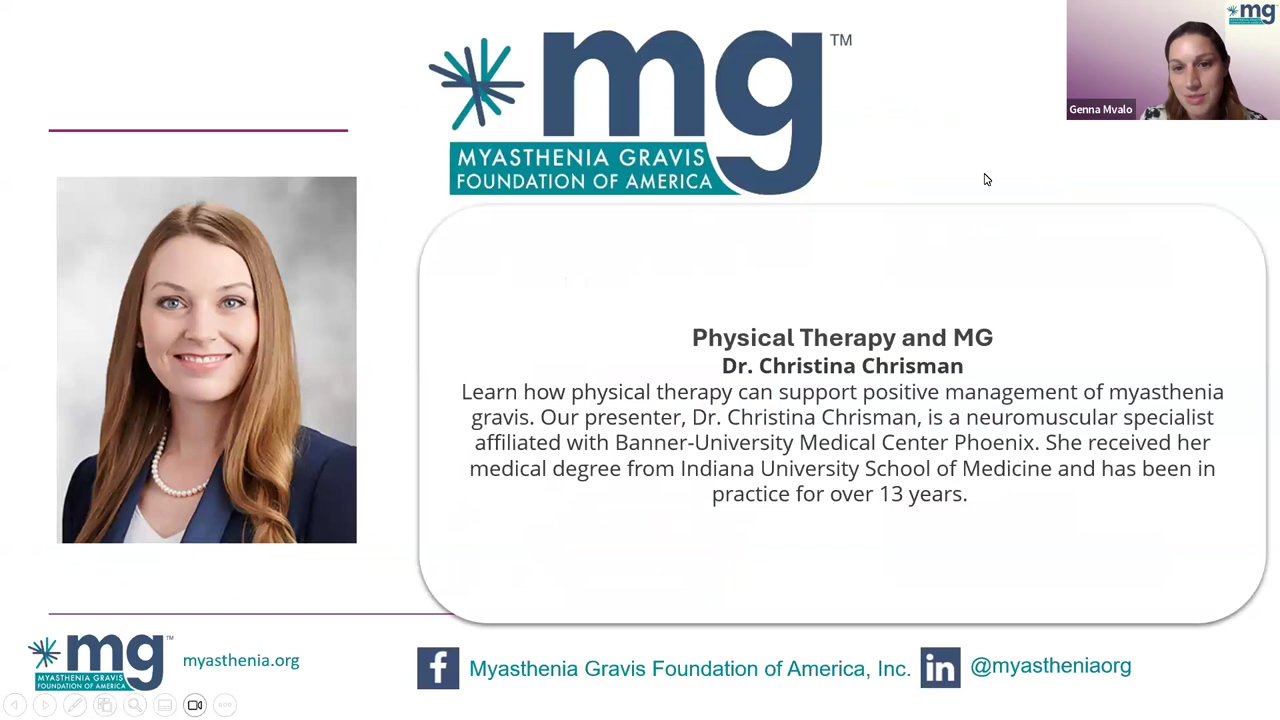 mg™
MYASTHENIA GRAVIS
FOUNDATION OF AMERICA
mg
Genna Mvalo
Physical Therapy and MG
Dr. Christina Chrisman
Learn how physical therapy can support positive management of myasthenia
gravis. Our presenter, Dr. Christina Chrisman, is a neuromuscular specialist
affiliated with Banner-University Medical Center Phoenix. She received her
medical degree from Indiana University School of Medicine and has been in
practice for over 13 years.
mg™
MYASTHENIA GRAVIS
FOUNDATION OF AMERICA
myasthenia.org
f
Myasthenia Gravis Foundation of America, Inc.
in
@myastheniaorg